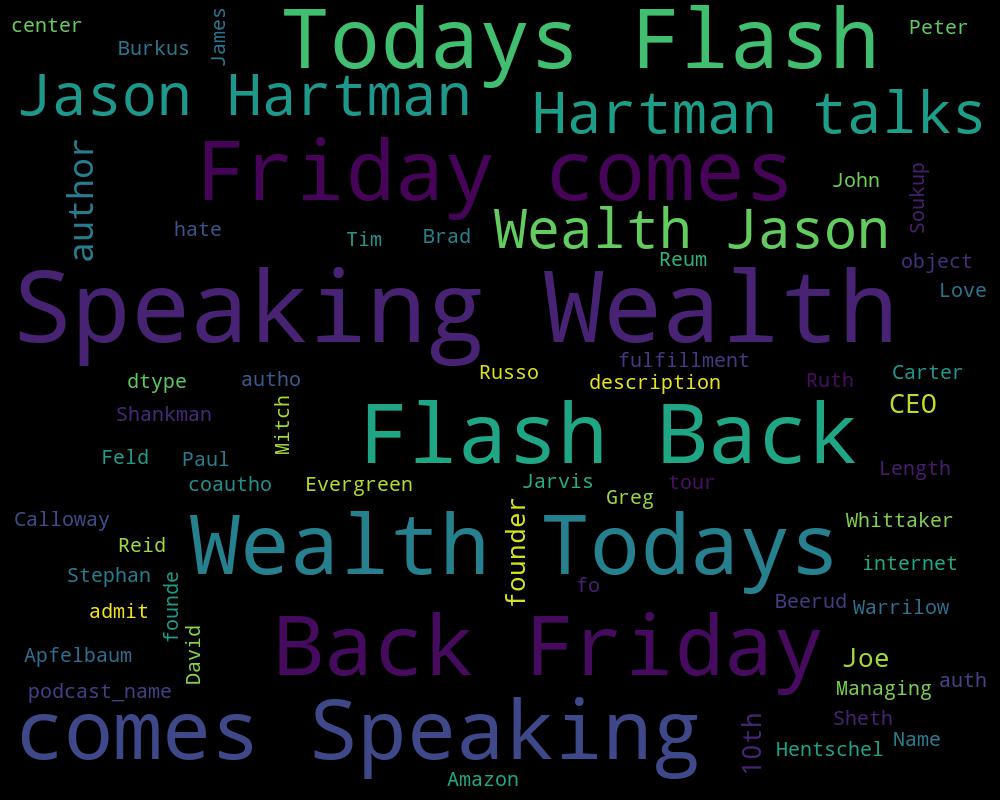 center
Burkus
James
Todays Flash
Peter
Jason Hartman
Hartman talks
author
Friday comes
John
Soukup
hate
Tim
Brad
Wealth Jason
Reum
object
Love
Speaking Wealth
fulfillment
Russo
description
Ruth
Carter
dtype
autho
CEO
Shankman
Mitch
Flash Back
Feld
Paul
Length
coautho
Evergreen
Jarvis
tour
Greg
Calloway
Wealth Todays
founder
Whittaker
Reid
internet
Stephan
founde
fo
admit
Beerud
Warrilow
Apfelbaum
David
Back Friday
Joe
podcast_name
Managing
auth
comes Speaking
10th
Sheth
Hentschel
Name
Amazon